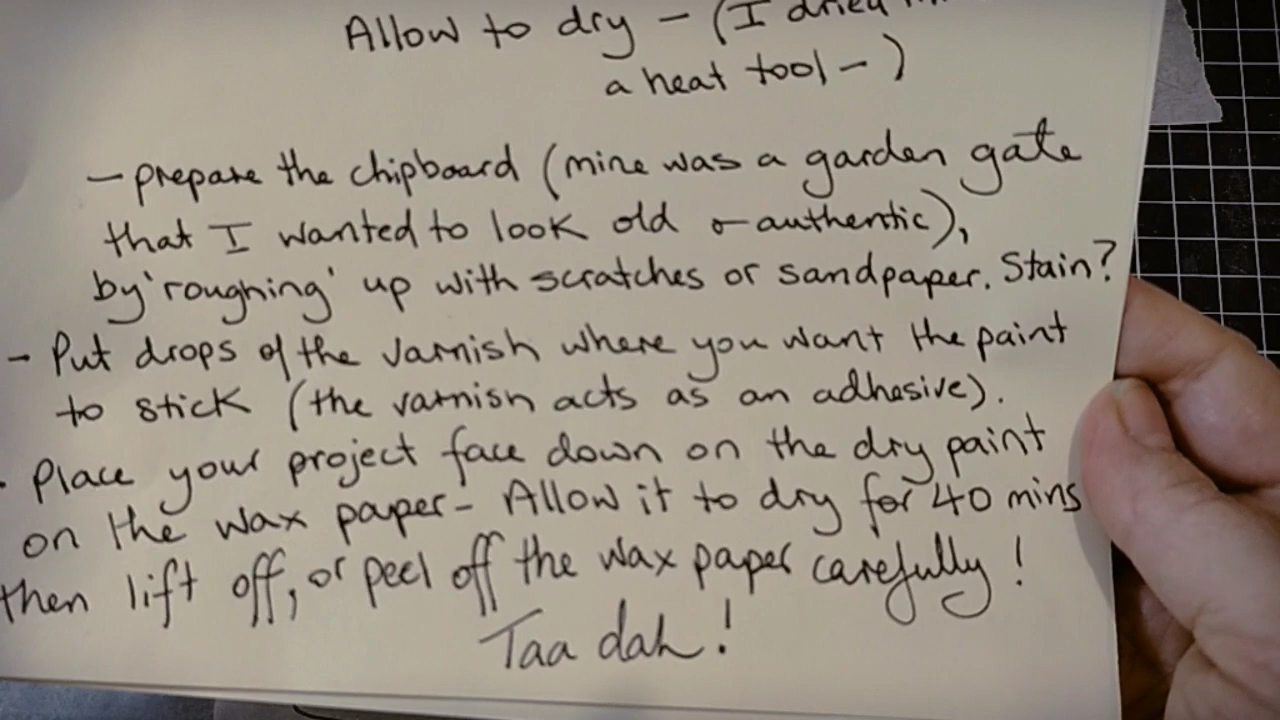 Allow to dry – (I dried
a heat tool – )
– prepare the chipboard (mine was a garden gate
that I wanted to look old & authentic),
by 'roughing' up with scratches or sandpaper. Stain?
– Put drops of the varnish where you want the paint
to stick (the varnish acts as an adhesive).
- Place your project face down on the dry paint
on the wax paper – Allow it to dry for 40 mins
then lift off, or peel off the wax paper carefully!
Taa dah!